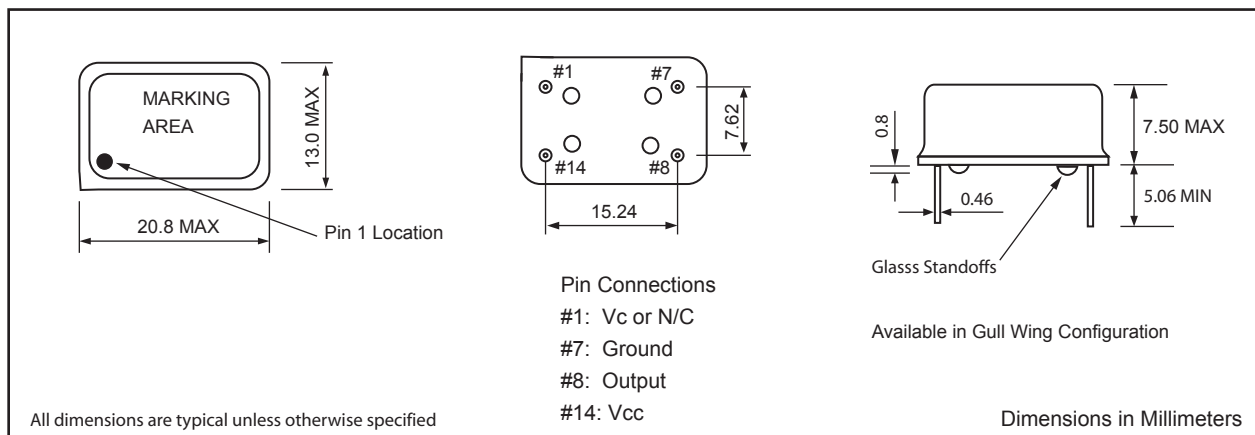 MARKING
AREA
13.0 MAX
20.8 MAX
Pin 1 Location
#1
#7
#14
#8
7.62
15.24
Pin Connections
#1: Vc or N/C
#7: Ground
#8: Output
#14: Vcc
0.8
7.50 MAX
0.46
5.06 MIN
Glasss Standoffs
Available in Gull Wing Configuration
All dimensions are typical unless otherwise specified
Dimensions in Millimeters